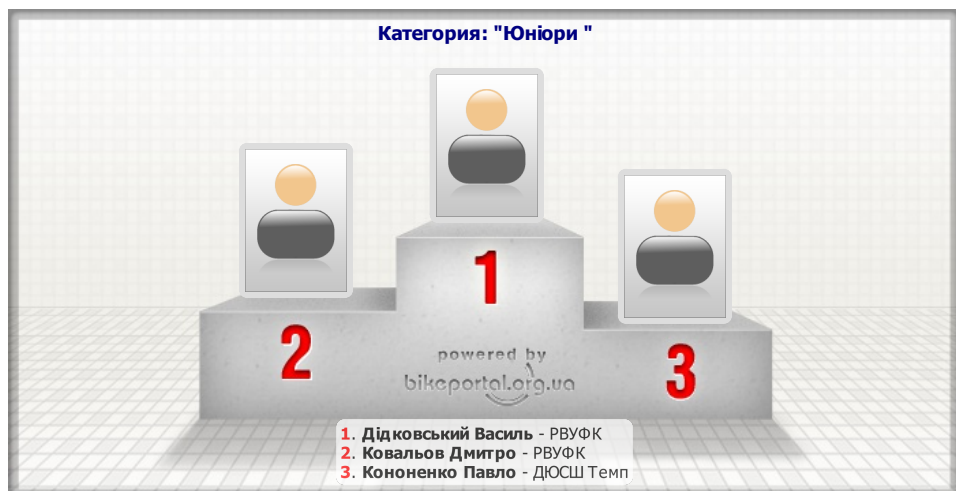 Категория: "Юніори "
1
2
3
powered by
bikeportal.org.ua
1. Дідковський Василь - РВУФК
2. Ковальов Дмитро - РВУФК
3. Кононенко Павло - ДЮСШ Темп